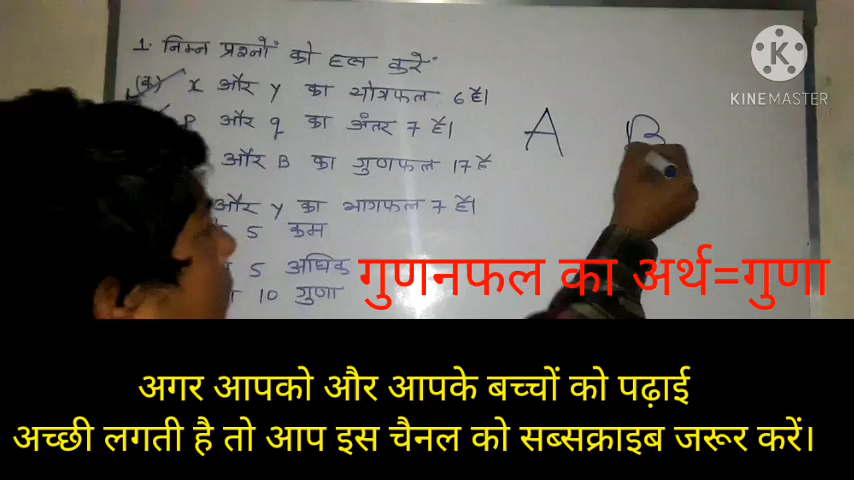 1. निम्न प्रश्नों को हल करें
(क) x और y का योगफल 6 है।
p और q का अंतर 7 है।
और B का गुणफल 17 है
और y का भागफल 7 है।
5 कम
5 अधिक
10 गुणा
A B
K
KINEMASTER
गुणनफल का अर्थ=गुणा
अगर आपको और आपके बच्चों को पढ़ाई
अच्छी लगती है तो आप इस चैनल को सब्सक्राइब जरूर करें।